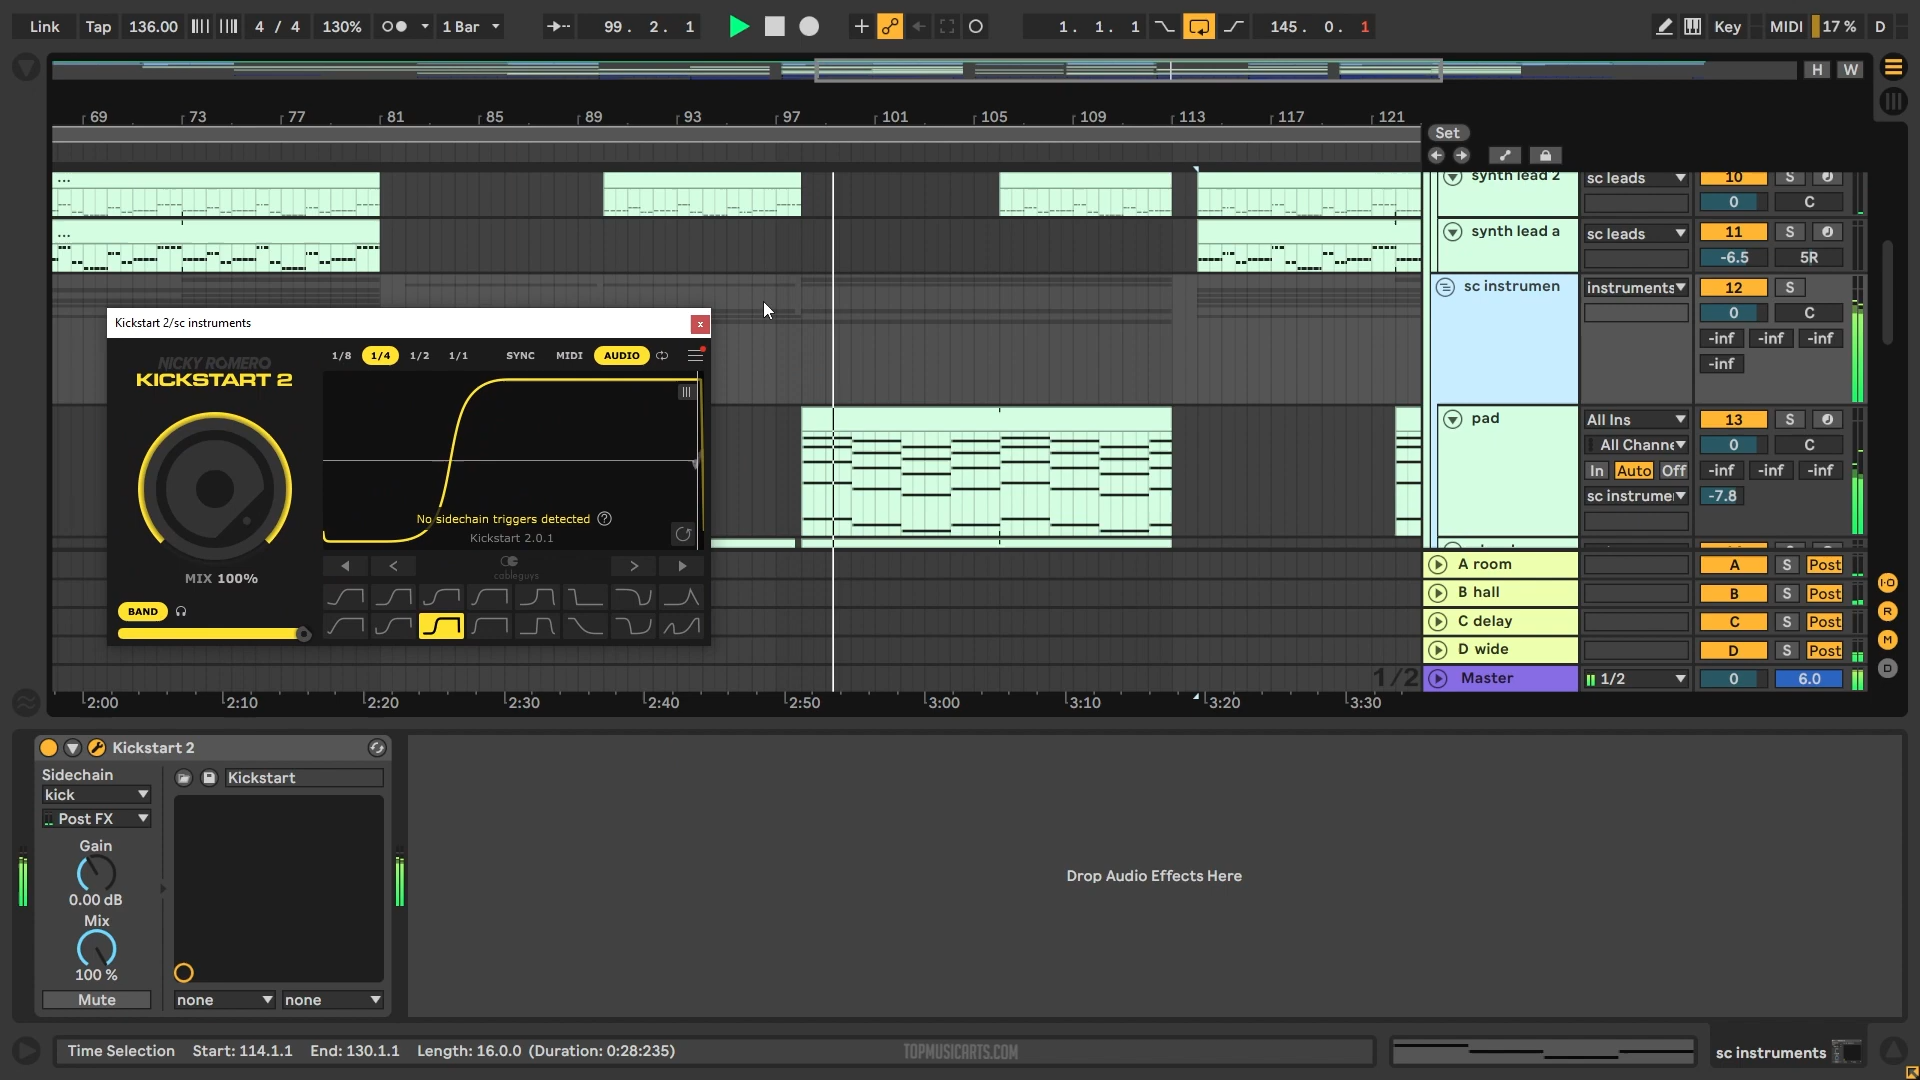 Link Tap 136.00 4 / 4 130% 1 Bar 99. 2. 1 1. 1. 1 145. 0. 1 Key MIDI 17 % D
H W
69 73 77 81 85 89 93 97 101 105 109 113 117 121
Set
... synth lead 2 sc leads 10 S
0 C
... synth lead a sc leads 11 S
-6.5 5R
sc instrumen instruments 12 S
0 C
-inf -inf -inf
-inf
Kickstart 2/sc instruments x
NICKY ROMERO
KICKSTART 2
1/8 1/4 1/2 1/1 SYNC MIDI AUDIO
No sidechain triggers detected ?
Kickstart 2.0.1
cableguys
MIX 100%
BAND
pad All Ins 13 S
All Channe 0 C
In Auto Off -inf -inf -inf
sc instrumen -7.8
A room A S Post
B hall B S Post
C delay C S Post
D wide D S Post
1/2 Master 1/2 0 6.0
I·O
R
M
D
2:00 2:10 2:20 2:30 2:40 2:50 3:00 3:10 3:20 3:30
Kickstart 2
Sidechain
kick
Post FX
Gain
0.00 dB
Mix
100 %
Mute
Kickstart
none none
Drop Audio Effects Here
Time Selection Start: 114.1.1 End: 130.1.1 Length: 16.0.0 (Duration: 0:28:235)
TOPMUSICARTS.COM
sc instruments